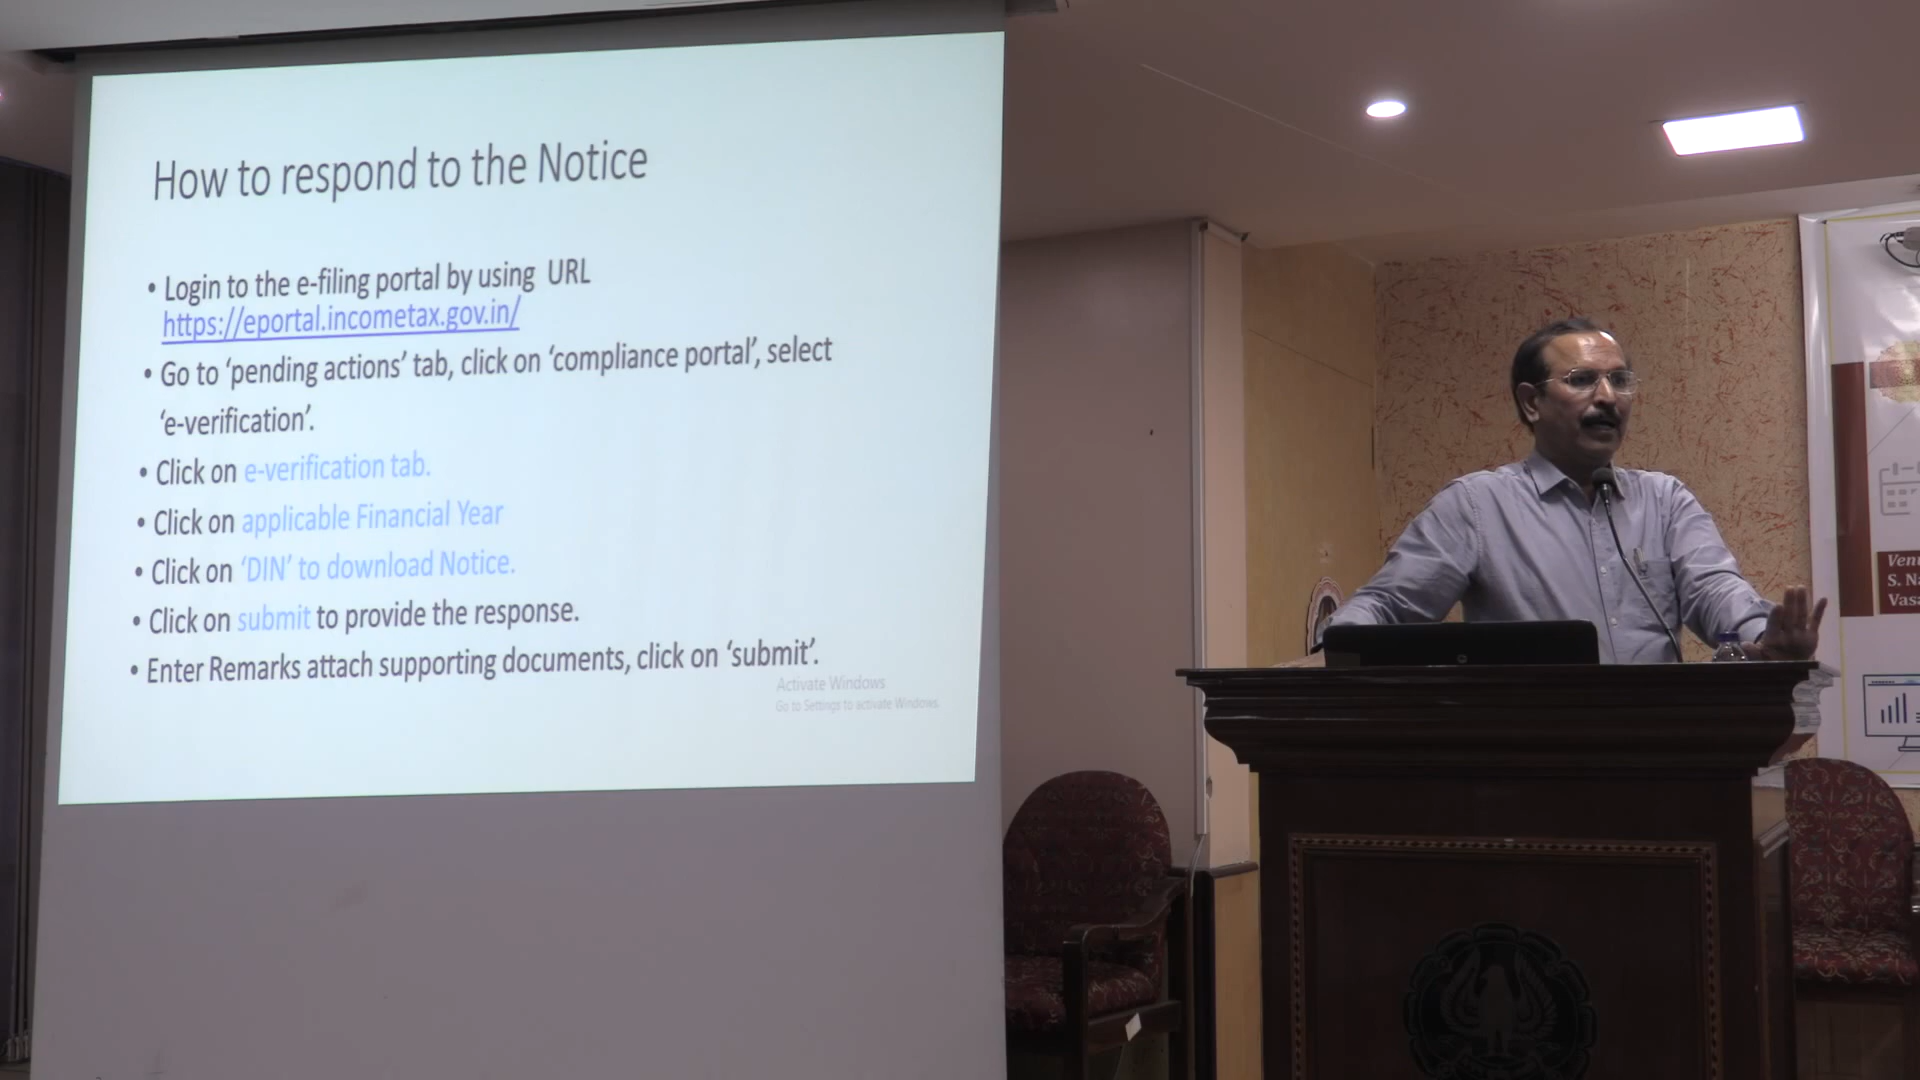 How to respond to the Notice
• Login to the e-filing portal by using URL
https://eportal.incometax.gov.in/
• Go to ‘pending actions’ tab, click on ‘compliance portal’, select
‘e-verification’.
• Click on e-verification tab.
• Click on applicable Financial Year
• Click on ‘DIN’ to download Notice.
• Click on submit to provide the response.
• Enter Remarks attach supporting documents, click on ‘submit’.
Activate Windows
Go to Settings to activate Windows.
S. Na
Vasa